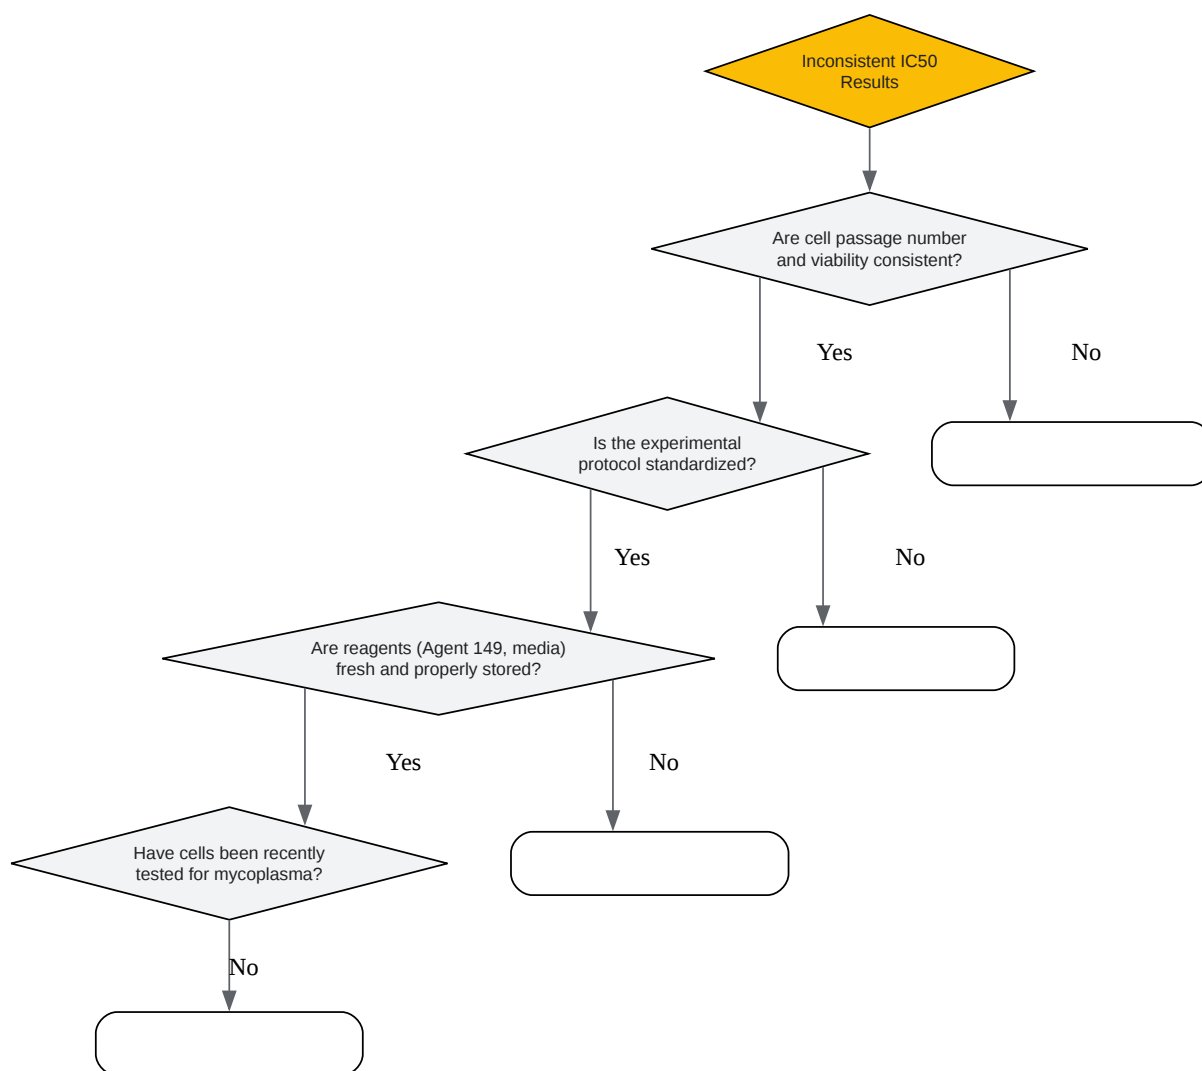 Inconsistent IC50
Results
Are cell passage number
and viability consistent?
Yes
No
Is the experimental
protocol standardized?
Yes
No
Are reagents (Agent 149, media)
fresh and properly stored?
Yes
No
Have cells been recently
tested for mycoplasma?
No